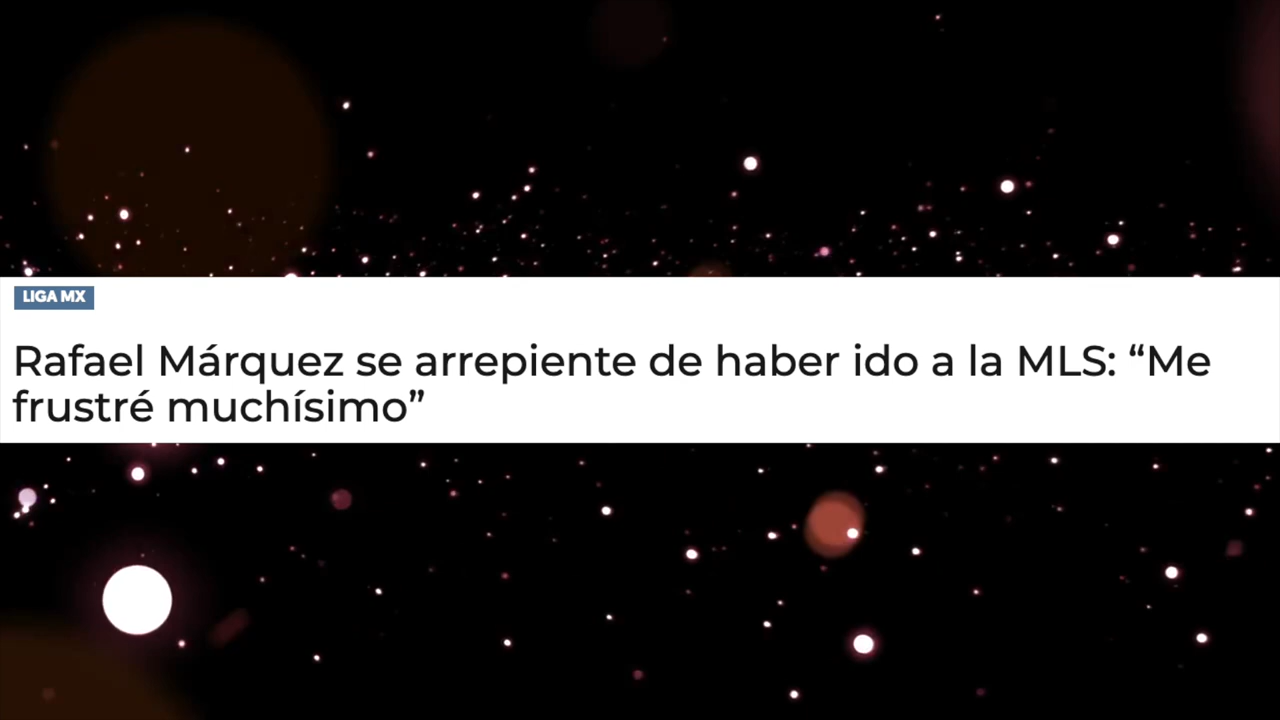 LIGA MX
Rafael Márquez se arrepiente de haber ido a la MLS: “Me
frustré muchísimo”